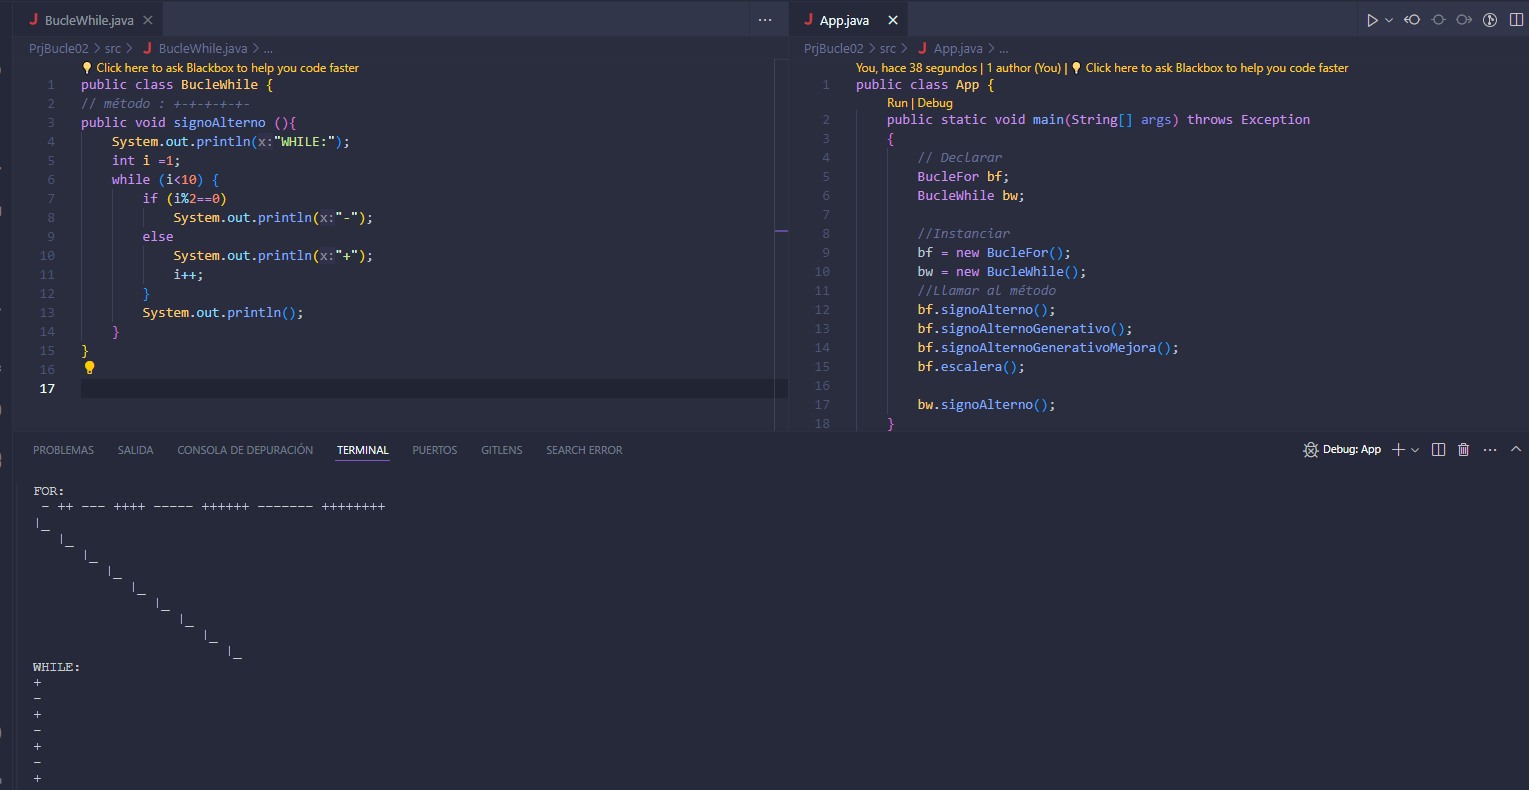 BucleWhile.java
PrjBucle02 > src > BucleWhile.java > ...
Click here to ask Blackbox to help you code faster
1 public class BucleWhile {
2 // método : +-+-+-+-+-
3 public void signoAlterno (){
4 System.out.println(x:"WHILE:");
5 int i =1;
6 while (i<10) {
7 if (i%2==0)
8 System.out.println(x:"-");
9 else
10 System.out.println(x:"+");
11 i++;
12 }
13 System.out.println();
14 }
15 }
16
17
App.java
PrjBucle02 > src > App.java > ...
You, hace 38 segundos | 1 author (You) | Click here to ask Blackbox to help you code faster
1 public class App {
Run | Debug
2 public static void main(String[] args) throws Exception
3 {
4 // Declarar
5 BucleFor bf;
6 BucleWhile bw;
7
8 //Instanciar
9 bf = new BucleFor();
10 bw = new BucleWhile();
11 //Llamar al método
12 bf.signoAlterno();
13 bf.signoAlternoGenerativo();
14 bf.signoAlternoGenerativoMejora();
15 bf.escalera();
16
17 bw.signoAlterno();
18 }
PROBLEMAS SALIDA CONSOLA DE DEPURACIÓN TERMINAL PUERTOS GITLENS SEARCH ERROR
Debug: App
FOR:
- ++ --- ++++ ----- ++++++ ------- ++++++++
|_
|_
|_
|_
|_
|_
|_
|_
|_
WHILE:
+
-
+
-
+
-
+